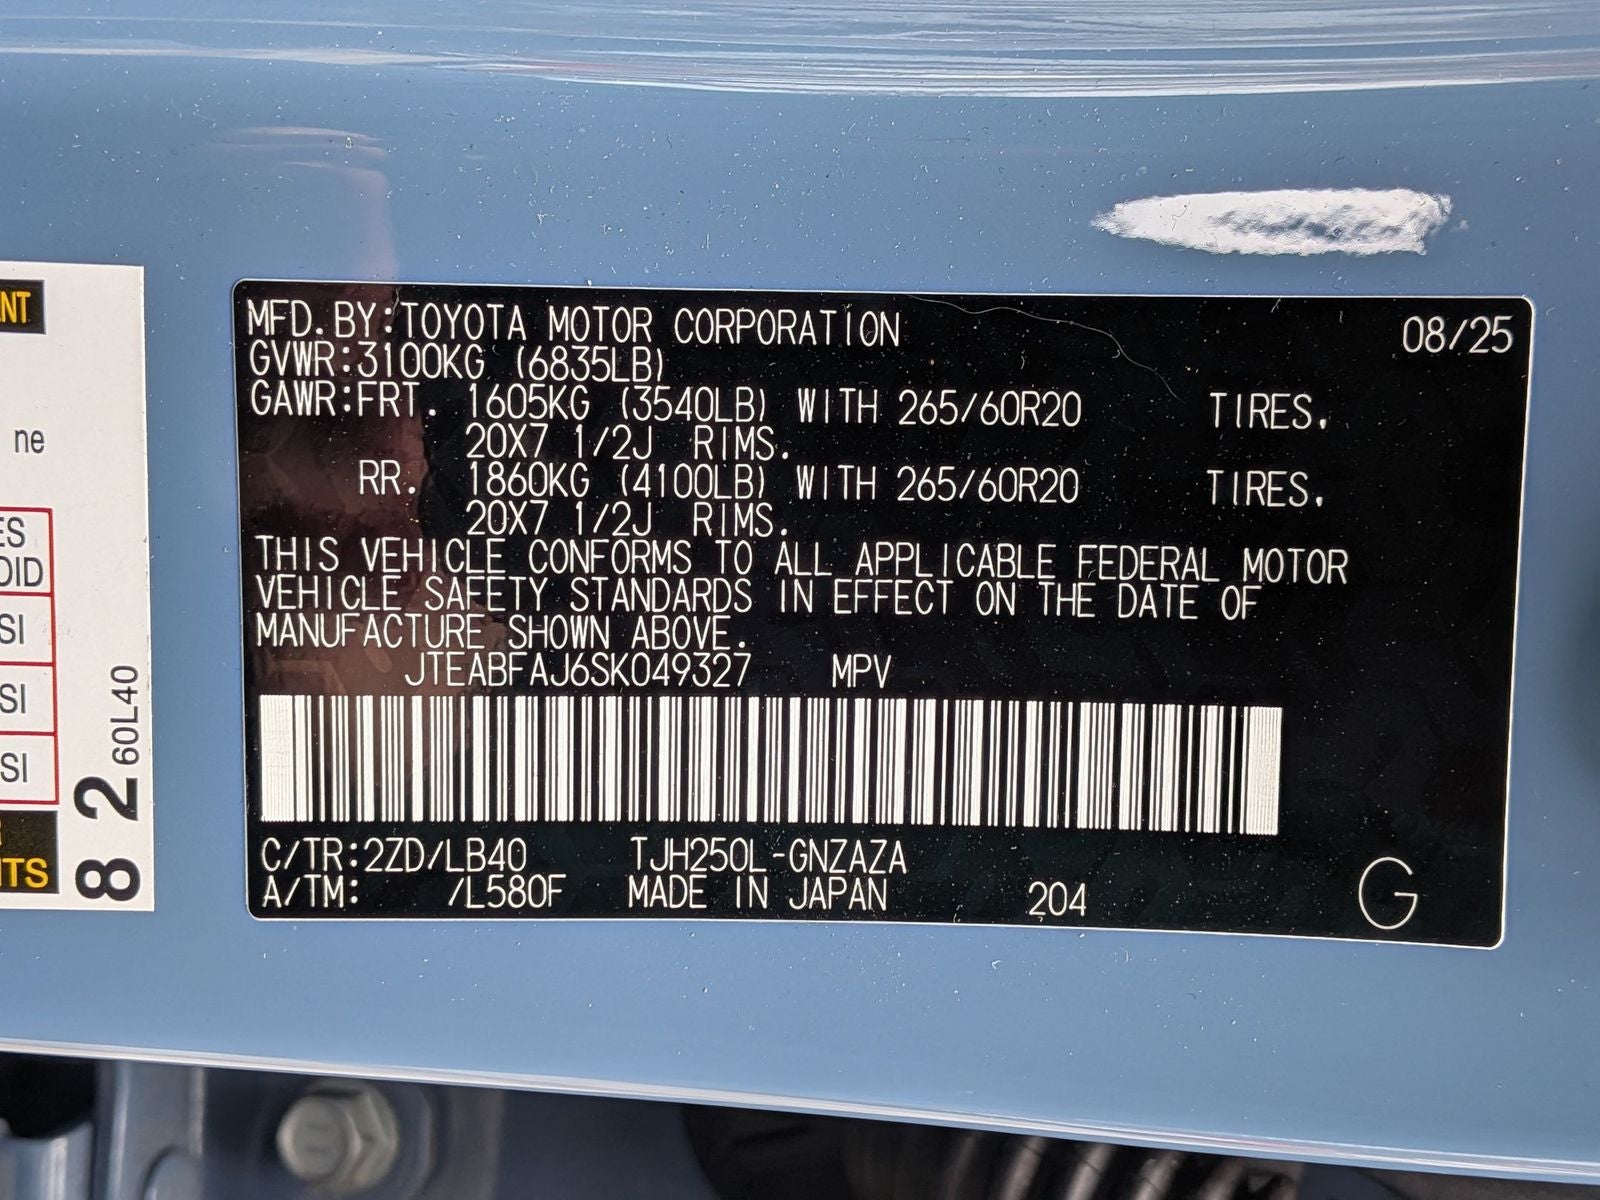 MFD.BY:TOYOTA MOTOR CORPORATION 08/25
GVWR:3100KG (6835LB)
GAWR:FRT. 1605KG (3540LB) WITH 265/60R20 TIRES.
20X7 1/2J RIMS.
RR. 1860KG (4100LB) WITH 265/60R20 TIRES.
20X7 1/2J RIMS.
THIS VEHICLE CONFORMS TO ALL APPLICABLE FEDERAL MOTOR
VEHICLE SAFETY STANDARDS IN EFFECT ON THE DATE OF
MANUFACTURE SHOWN ABOVE.
JTEABFAJ6SK049327 MPV
C/TR:2ZD/LB40 TJH250L-GNZAZA
A/TM: /L580F MADE IN JAPAN 204 G
NT
ne
ES
OID
SI
SI
SI
ITS
82 60L40